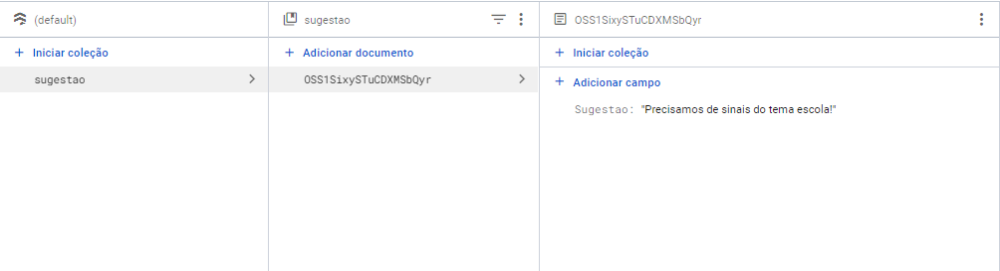 (default)
sugestao
OSS1SixySTuCDXMSbQyr
+ Iniciar coleção
+ Adicionar documento
+ Iniciar coleção
sugestao
OSS1SixySTuCDXMSbQyr
+ Adicionar campo
Sugestao: "Precisamos de sinais do tema escola!"